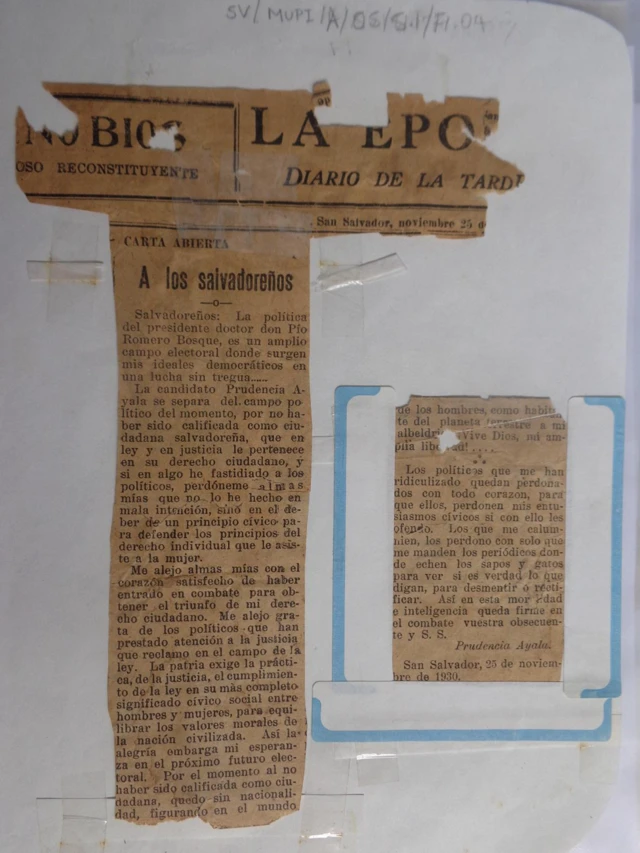 SV/MUPI/A/
BIOS
OSO RECONSTITUYENTE
LA EPO
DIARIO DE LA TARD
San Salvador, noviembre 25 d
CARTA ABIERTA
A los salvadoreños
—o—
Salvadoreños: La política
del presidente doctor don Pío
Romero Bosque, es un amplio
campo electoral donde surgen
mis ideales democráticos en
una lucha sin tregua......
La candidato Prudencia A-
yala se separa del campo po-
lítico del momento, por no ha-
ber sido calificada como ciu-
dadana salvadoreña, que en
ley y en justicia le pertenece
en su derecho ciudadano, y
si en algo he fastidiado a los
políticos, perdóneme almas
mías que no lo he hecho en
mala intención, sino en el de-
ber de un principio cívico pa-
ra defender los principios del
derecho individual que le asis-
te a la mujer.
Me alejo almas mías con el
corazón satisfecho de haber
entrado en combate para ob-
tener el triunfo de mi dere-
cho ciudadano. Me alejo gra-
ta de los políticos que han
prestado atención a la justicia
que reclamo en el campo de la
ley. La patria exige la prácti-
ca, de la justicia, el cumplimien-
to de la ley en su más completo
significado cívico social entre
hombres y mujeres, para equi-
librar los valores morales de
la nación civilizada. Así la
alegría embarga mi esperan-
za en el próximo futuro elec-
toral. Por el momento al no
haber sido calificada como ciu-
dadana, quedo sin nacionali-
dad, figurando en el mundo
de los hombres, como habitan-
te del planeta terrestre a mi
albeldrío. ¡Vive Dios, mi am-
plia libertad!....
Los políticos que me han
ridiculizado quedan perdona-
dos con todo corazón, para
que ellos, perdonen mis entu-
siasmos cívicos si con ello les
ofendo. Los que me calum-
nien, los perdono con solo que
me manden los periódicos don-
de echen los sapos y gatos
para ver si es verdad lo que
digan, para desmentir o recti-
ficar. Así en esta mor idad
e inteligencia queda firme en
el combate vuestra obsecuen-
te y S. S.
Prudencia Ayala.
San Salvador, 25 de noviem-
bre de 1930.